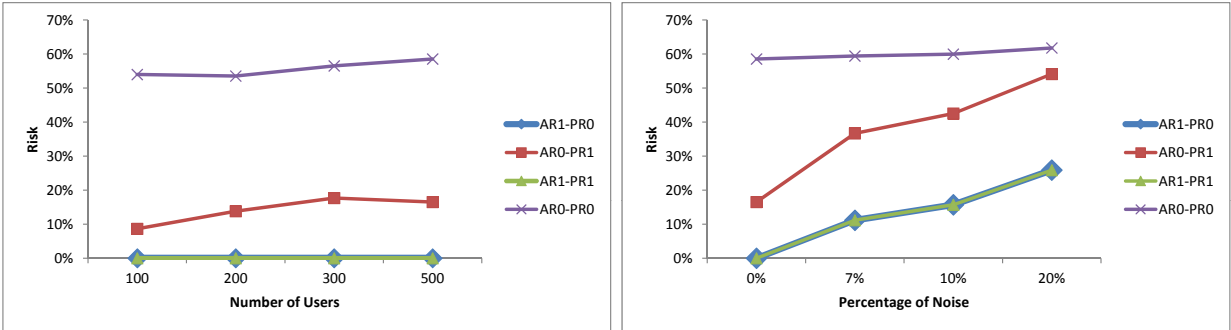 70%
60%
50%
40%
30%
20%
10%
0%
Risk
100 200 300 500
Number of Users
AR1-PR0
AR0-PR1
AR1-PR1
AR0-PR0
70%
60%
50%
40%
30%
20%
10%
0%
Risk
0% 7% 10% 20%
Percentage of Noise
AR1-PR0
AR0-PR1
AR1-PR1
AR0-PR0